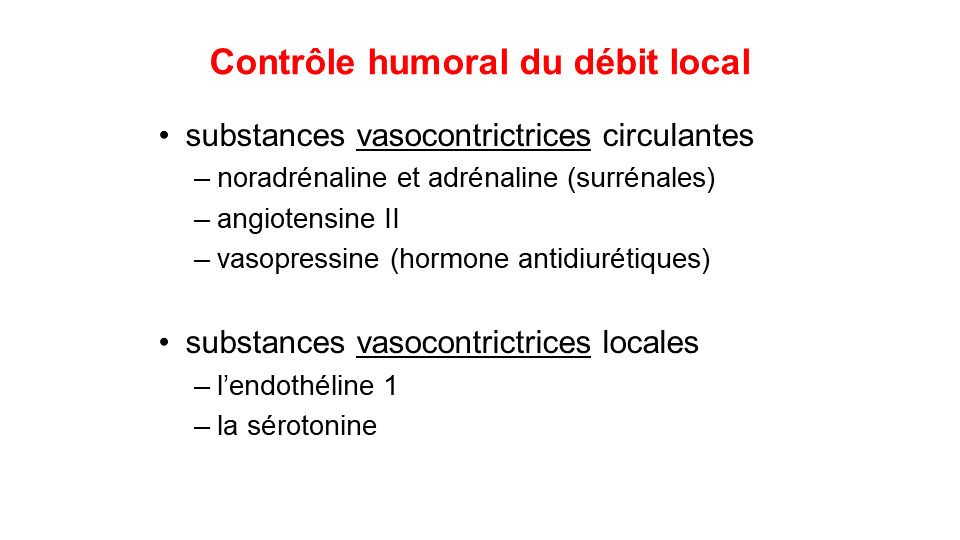 Contrôle humoral du débit local
• substances vasocontrictrices circulantes
– noradrénaline et adrénaline (surrénales)
– angiotensine II
– vasopressine (hormone antidiurétiques)
• substances vasocontrictrices locales
– l’endothéline 1
– la sérotonine